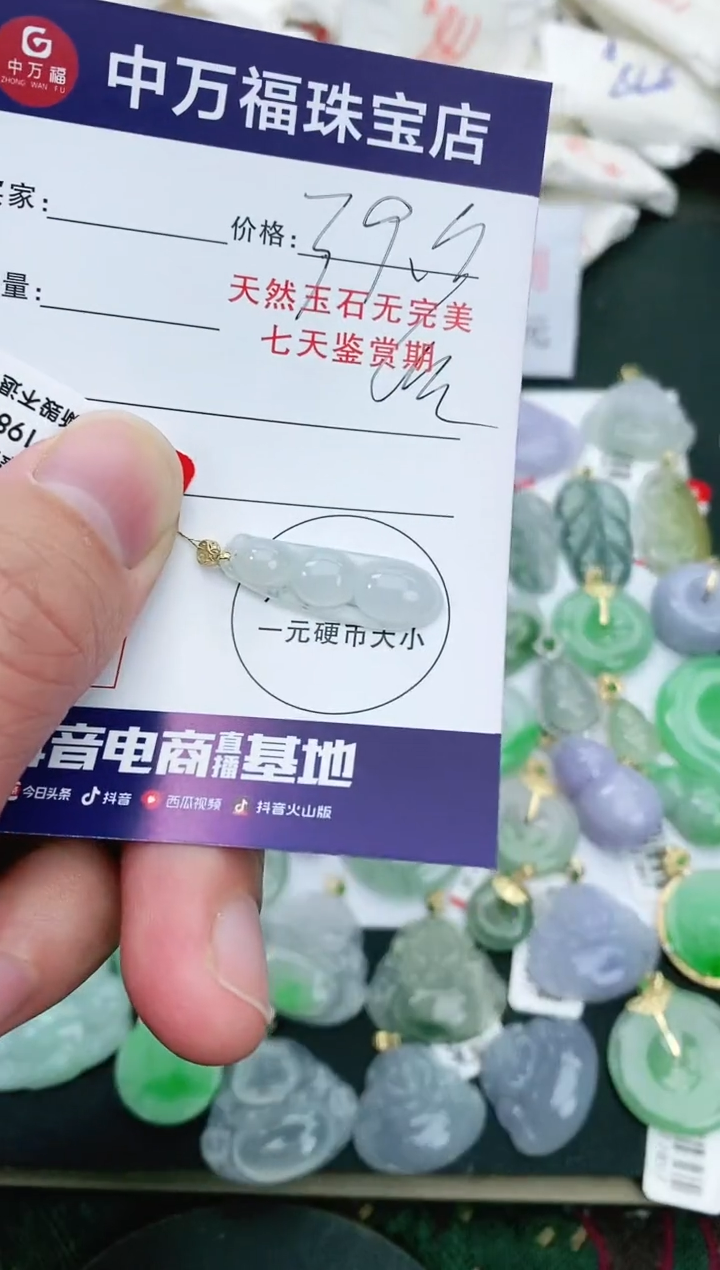 中万福
ZHONG WAN FU
中万福珠宝店
买家：
价格：
量：
天然玉石无完美
七天鉴赏期
一元硬币大小
音电商直播基地
今日头条 抖音 西瓜视频 抖音火山版